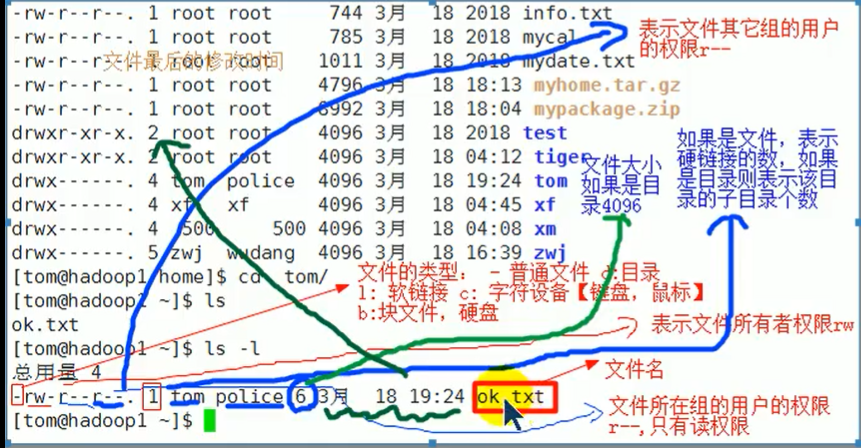 -rw-r--r--. 1 root root 744 3月 18 2018 info.txt
-rw-r--r--. 1 root root 785 3月 18 2018 mycal
-rw-r--r--. 1 root root 1011 3月 18 2018 mydate.txt
-rw-r--r--. 1 root root 4796 3月 18 18:13 myhome.tar.gz
-rw-r--r--. 1 root root 8992 3月 18 18:04 mypackage.zip
drwxr-xr-x. 2 root root 4096 3月 18 2018 test
drwxr-xr-x. 2 root root 4096 3月 18 04:12 tiger
drwx------. 4 tom police 4096 3月 18 19:24 tom
drwx------. 4 xf xf 4096 3月 18 04:45 xf
drwx------. 4 500 500 4096 3月 18 04:08 xm
drwx------. 5 zwj wudang 4096 3月 18 16:39 zwj
[tom@hadoop1 home]$ cd tom/
[tom@hadoop1 ~]$ ls
ok.txt
[tom@hadoop1 ~]$ ls -l
总用量 4
-rw-r--r--. 1 tom police 6 3月 18 19:24 ok.txt
[tom@hadoop1 ~]$
文件最后的修改时间
表示文件其它组的用户
的权限r--
文件大小
如果是目
录4096
如果是文件，表示
硬链接的数，如果
是目录则表示该目
录的子目录个数
文件的类型： - 普通文件 d:目录
l: 软链接 c: 字符设备【键盘，鼠标】
b:块文件，硬盘
表示文件所有者权限rw
文件名
文件所在组的用户的权限
r--,只有读权限